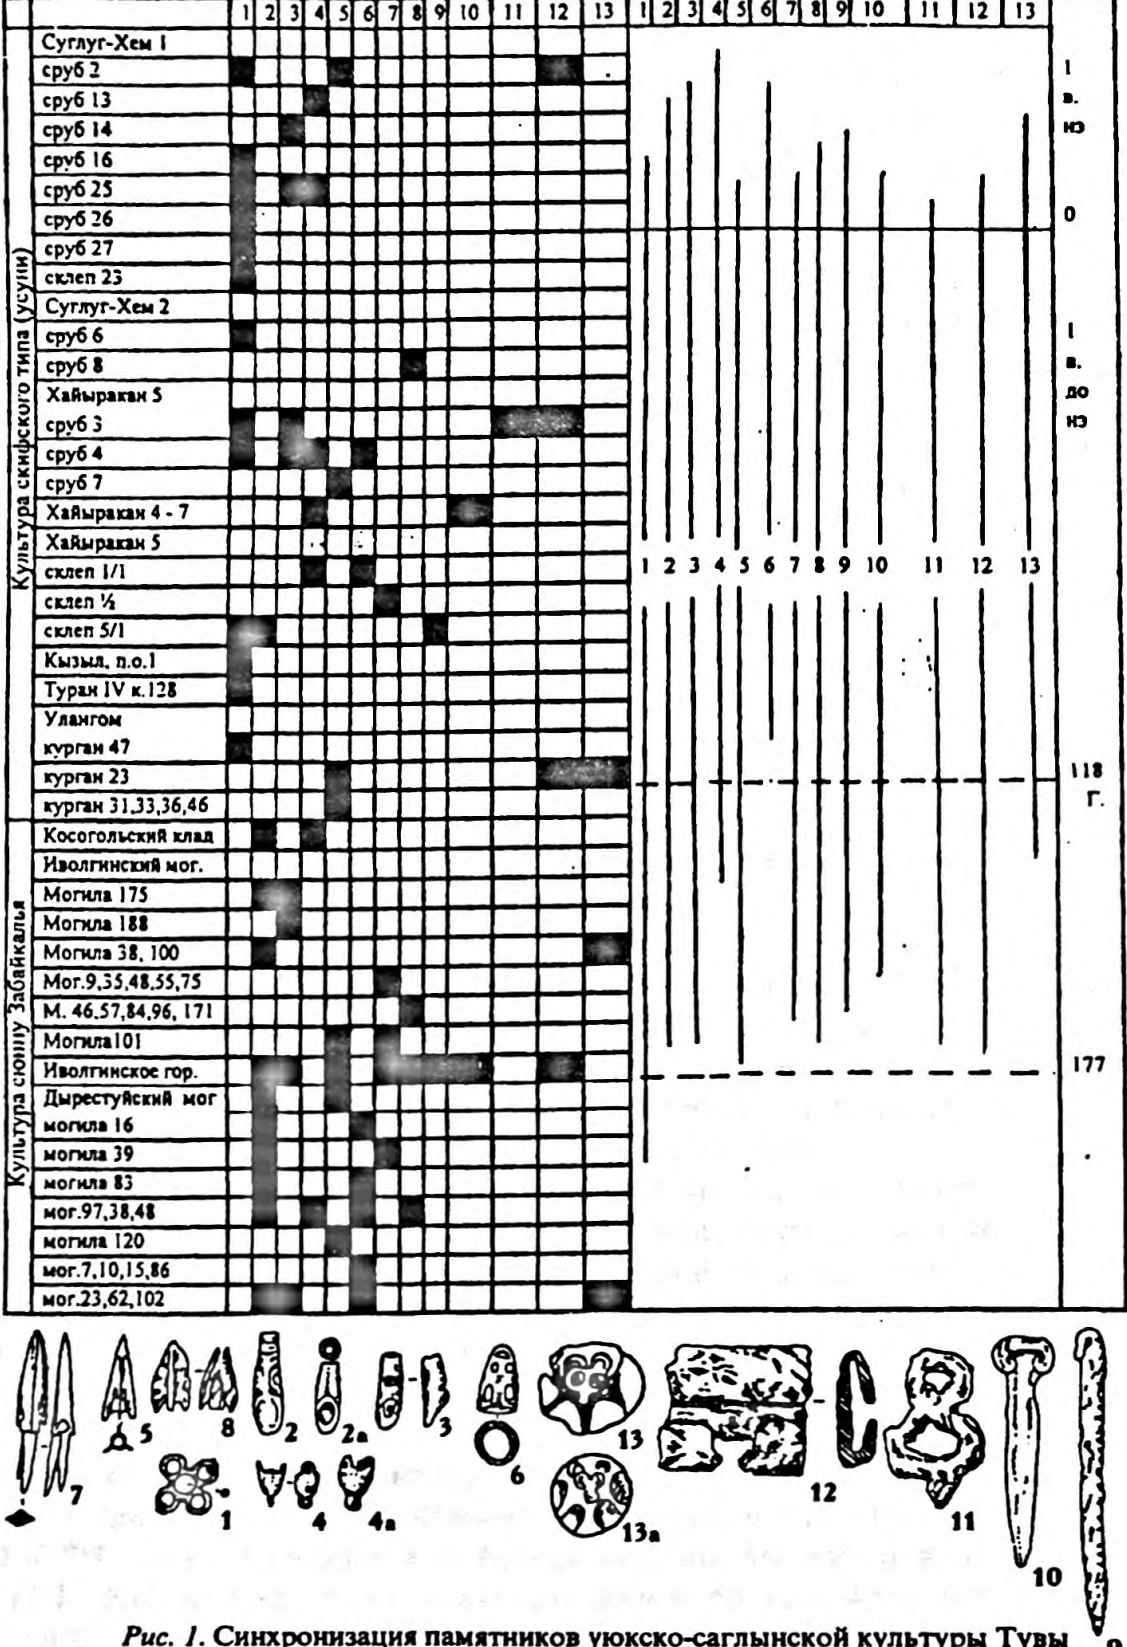 1 2 3 4 5 6 7 8 9 10 11 12 13 1 2 3 4 5 6 7 8 9 10 11 12 13
Культура скифского типа (усуни)
Суглуг-Хем 1
сруб 2
сруб 13
сруб 14
сруб 16
сруб 25
сруб 26
сруб 27
склеп 23
Суглуг-Хем 2
сруб 6
сруб 8
Хайыракан 5
сруб 3
сруб 4
сруб 7
Хайыракан 4 - 7
Хайыракан 5
склеп 1/1
склеп ½
склеп 5/1
Кызыл, п.о.1
Туран IV к.128
Улангом
курган 47
курган 23
курган 31,33,36,46
Культура сюнну Забайкалья
Косогольский клад
Иволгинский мог.
Могила 175
Могила 188
Могила 38, 100
Мог.9,35,48,55,75
М. 46.57,84,96, 171
Могила101
Иволгинское гор.
Дырестуйский мог
могила 16
могила 39
могила 83
мог.97,38,48
могила 120
мог.7,10,15,86
мог.23,62,102
1
в.
нэ
0
1
в.
до
нэ
1 2 3 4 5 6 7 8 9 10 11 12 13
118
г.
177
7
5
8
1
2
2а
3
4
4а
6
13
13а
12
11
10
9
Рис. 1. Синхронизация памятников уюкско-саглынской культуры Тувы